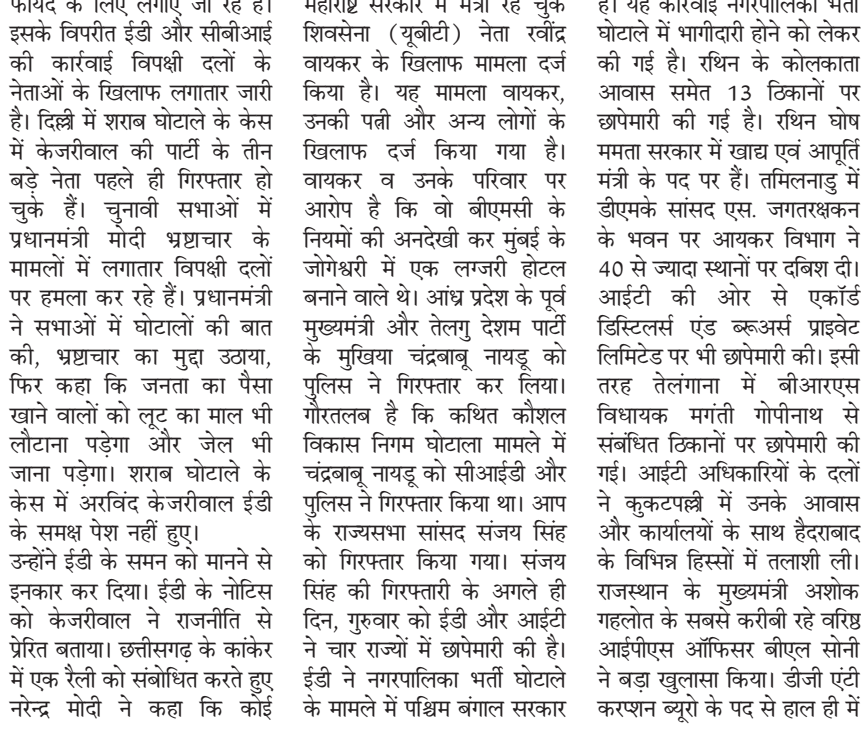 फायदे के लिए लगाए जा रहे हैं।
इसके विपरीत ईडी और सीबीआई
की कार्रवाई विपक्षी दलों के
नेताओं के खिलाफ लगातार जारी
है। दिल्ली में शराब घोटाले के केस
में केजरीवाल की पार्टी के तीन
बड़े नेता पहले ही गिरफ्तार हो
चुके हैं। चुनावी सभाओं में
प्रधानमंत्री मोदी भ्रष्टाचार के
मामलों में लगातार विपक्षी दलों
पर हमला कर रहे हैं। प्रधानमंत्री
ने सभाओं में घोटालों की बात
की, भ्रष्टाचार का मुद्दा उठाया,
फिर कहा कि जनता का पैसा
खाने वालों को लूट का माल भी
लौटाना पड़ेगा और जेल भी
जाना पड़ेगा। शराब घोटाले के
केस में अरविंद केजरीवाल ईडी
के समक्ष पेश नहीं हुए।
उन्होंने ईडी के समन को मानने से
इनकार कर दिया। ईडी के नोटिस
को केजरीवाल ने राजनीति से
प्रेरित बताया। छत्तीसगढ़ के कांकेर
में एक रैली को संबोधित करते हुए
नरेन्द्र मोदी ने कहा कि कोई
महाराष्ट्र सरकार में मंत्री रह चुके
शिवसेना (यूबीटी) नेता रवींद्र
वायकर के खिलाफ मामला दर्ज
किया है। यह मामला वायकर,
उनकी पत्नी और अन्य लोगों के
खिलाफ दर्ज किया गया है।
वायकर व उनके परिवार पर
आरोप है कि वो बीएमसी के
नियमों की अनदेखी कर मुंबई के
जोगेश्वरी में एक लग्जरी होटल
बनाने वाले थे। आंध्र प्रदेश के पूर्व
मुख्यमंत्री और तेलगु देशम पार्टी
के मुखिया चंद्रबाबू नायडू को
पुलिस ने गिरफ्तार कर लिया।
गौरतलब है कि कथित कौशल
विकास निगम घोटाला मामले में
चंद्रबाबू नायडू को सीआईडी और
पुलिस ने गिरफ्तार किया था। आप
के राज्यसभा सांसद संजय सिंह
को गिरफ्तार किया गया। संजय
सिंह की गिरफ्तारी के अगले ही
दिन, गुरुवार को ईडी और आईटी
ने चार राज्यों में छापेमारी की है।
ईडी ने नगरपालिका भर्ती घोटाले
के मामले में पश्चिम बंगाल सरकार
है। यह कार्रवाई नगरपालिका भर्ती
घोटाले में भागीदारी होने को लेकर
की गई है। रथिन के कोलकाता
आवास समेत 13 ठिकानों पर
छापेमारी की गई है। रथिन घोष
ममता सरकार में खाद्य एवं आपूर्ति
मंत्री के पद पर हैं। तमिलनाडु में
डीएमके सांसद एस. जगतरक्षकन
के भवन पर आयकर विभाग ने
40 से ज्यादा स्थानों पर दबिश दी।
आईटी की ओर से एकॉर्ड
डिस्टिलर्स एंड ब्रूअर्स प्राइवेट
लिमिटेड पर भी छापेमारी की। इसी
तरह तेलंगाना में बीआरएस
विधायक मगंती गोपीनाथ से
संबंधित ठिकानों पर छापेमारी की
गई। आईटी अधिकारियों के दलों
ने कुकटपल्ली में उनके आवास
और कार्यालयों के साथ हैदराबाद
के विभिन्न हिस्सों में तलाशी ली।
राजस्थान के मुख्यमंत्री अशोक
गहलोत के सबसे करीबी रहे वरिष्ठ
आईपीएस ऑफिसर बीएल सोनी
ने बड़ा खुलासा किया। डीजी एंटी
करप्शन ब्यूरो के पद से हाल ही में